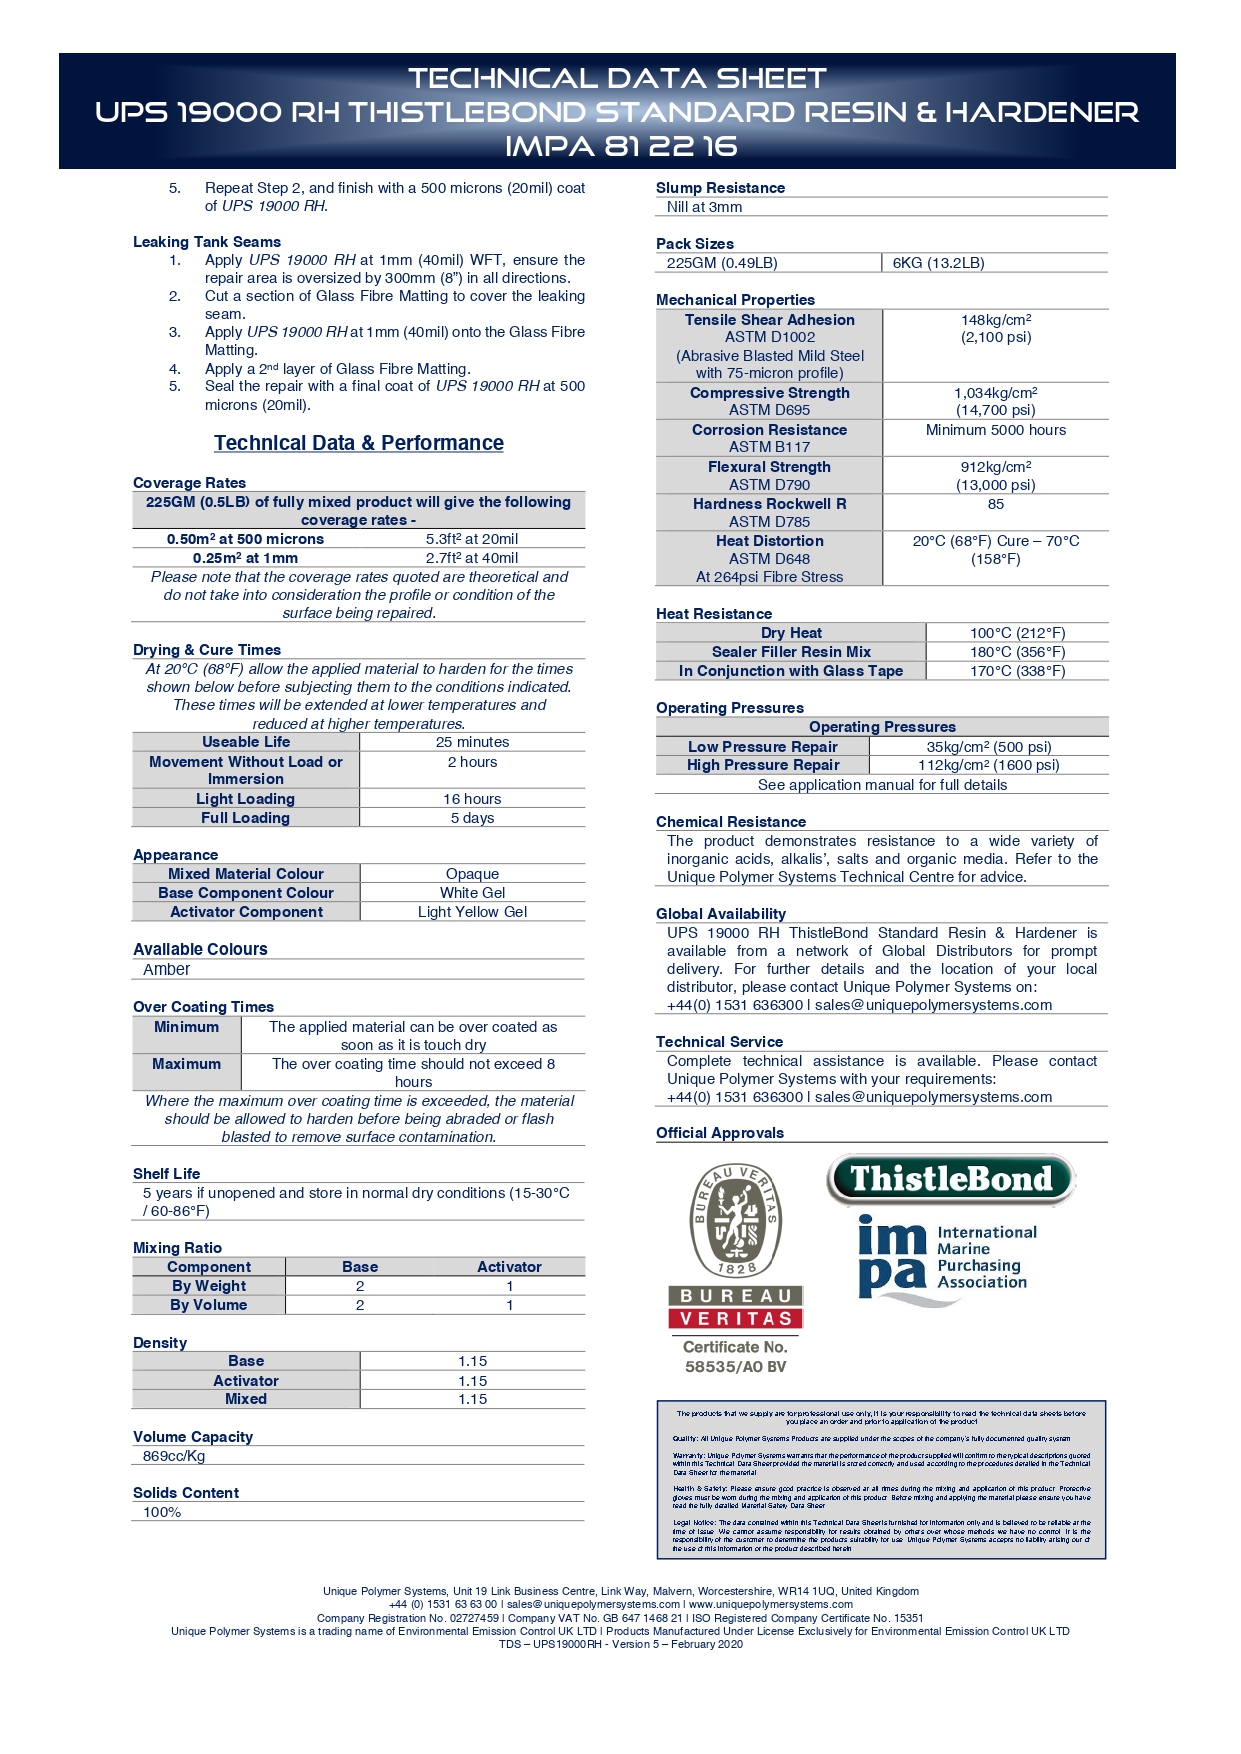 TECHNICAL DATA SHEET
UPS 19000 RH THISTLEBOND STANDARD RESIN & HARDENER
IMPA 81 22 16
5. Repeat Step 2, and finish with a 500 microns (20mil) coat
of UPS 19000 RH.
Leaking Tank Seams
1. Apply UPS 19000 RH at 1mm (40mil) WFT, ensure the
repair area is oversized by 300mm (8") in all directions.
2. Cut a section of Glass Fibre Matting to cover the leaking
seam.
3. Apply UPS 19000 RH at 1mm (40mil) onto the Glass Fibre
Matting.
4. Apply a 2nd layer of Glass Fibre Matting.
5. Seal the repair with a final coat of UPS 19000 RH at 500
microns (20mil).
Technical Data & Performance
Coverage Rates
225GM (0.5LB) of fully mixed product will give the following
coverage rates -
0.50m² at 500 microns 5.3ft² at 20mil
0.25m² at 1mm 2.7ft² at 40mil
Please note that the coverage rates quoted are theoretical and
do not take into consideration the profile or condition of the
surface being repaired.
Drying & Cure Times
At 20°C (68°F) allow the applied material to harden for the times
shown below before subjecting them to the conditions indicated.
These times will be extended at lower temperatures and
reduced at higher temperatures.
Useable Life 25 minutes
Movement Without Load or 2 hours
Immersion
Light Loading 16 hours
Full Loading 5 days
Appearance
Mixed Material Colour Opaque
Base Component Colour White Gel
Activator Component Light Yellow Gel
Available Colours
Amber
Over Coating Times
Minimum The applied material can be over coated as
soon as it is touch dry
Maximum The over coating time should not exceed 8
hours
Where the maximum over coating time is exceeded, the material
should be allowed to harden before being abraded or flash
blasted to remove surface contamination.
Shelf Life
5 years if unopened and store in normal dry conditions (15-30°C
/ 60-86°F)
Mixing Ratio
Component Base Activator
By Weight 2 1
By Volume 2 1
Density
Base 1.15
Activator 1.15
Mixed 1.15
Volume Capacity
869cc/Kg
Solids Content
100%
Slump Resistance
Nill at 3mm
Pack Sizes
225GM (0.49LB) 6KG (13.2LB)
Mechanical Properties
Tensile Shear Adhesion 148kg/cm²
ASTM D1002 (2,100 psi)
(Abrasive Blasted Mild Steel
with 75-micron profile)
Compressive Strength 1,034kg/cm²
ASTM D695 (14,700 psi)
Corrosion Resistance Minimum 5000 hours
ASTM B117
Flexural Strength 912kg/cm²
ASTM D790 (13,000 psi)
Hardness Rockwell R 85
ASTM D785
Heat Distortion 20°C (68°F) Cure – 70°C
ASTM D648 (158°F)
At 264psi Fibre Stress
Heat Resistance
Dry Heat 100°C (212°F)
Sealer Filler Resin Mix 180°C (356°F)
In Conjunction with Glass Tape 170°C (338°F)
Operating Pressures
Operating Pressures
Low Pressure Repair 35kg/cm² (500 psi)
High Pressure Repair 112kg/cm² (1600 psi)
See application manual for full details
Chemical Resistance
The product demonstrates resistance to a wide variety of
inorganic acids, alkalis', salts and organic media. Refer to the
Unique Polymer Systems Technical Centre for advice.
Global Availability
UPS 19000 RH ThistleBond Standard Resin & Hardener is
available from a network of Global Distributors for prompt
delivery. For further details and the location of your local
distributor, please contact Unique Polymer Systems on:
+44(0) 1531 636300 | sales@uniquepolymersystems.com
Technical Service
Complete technical assistance is available. Please contact
Unique Polymer Systems with your requirements:
+44(0) 1531 636300 | sales@uniquepolymersystems.com
Official Approvals
BUREAU VERITAS
1828
BUREAU
VERITAS
Certificate No.
58535/AO BV
ThistleBond
impa International
Marine
Purchasing
Association
The products that we supply are for professional use only, it is your responsibility to read the technical data sheets before
you place an order and prior to application of the product
Quality: All Unique Polymer Systems Products are supplied under the scopes of the company's fully documented quality system
Warranty: Unique Polymer Systems warrants that the performance of the product supplied will confirm to the typical descriptions quoted
within this Technical Data Sheet provided the material is stored correctly and used according to the procedures detailed in the Technical
Data Sheet for the material
Health & Safety: Please ensure good practice is observed at all times during the mixing and application of this product. Protective
gloves must be worn during the mixing and application of this product. Before mixing and applying the material please ensure you have
read the fully detailed Material Safety Data Sheet
Legal Notice: The data contained within this Technical Data Sheet is furnished for information only and is believed to be reliable at the
time of issue. We cannot assume responsibility for results obtained by others over whose methods we have no control. It is the
responsibility of the customer to determine the products suitability for use. Unique Polymer Systems accepts no liability arising out of
the use of this information or the product described herein
Unique Polymer Systems, Unit 19 Link Business Centre, Link Way, Malvern, Worcestershire, WR14 1UQ, United Kingdom
+44 (0) 1531 63 63 00 | sales@uniquepolymersystems.com | www.uniquepolymersystems.com
Company Registration No. 02727459 | Company VAT No. GB 647 1468 21 | ISO Registered Company Certificate No. 15351
Unique Polymer Systems is a trading name of Environmental Emission Control UK LTD | Products Manufactured Under License Exclusively for Environmental Emission Control UK LTD
TDS – UPS19000RH - Version 5 – February 2020